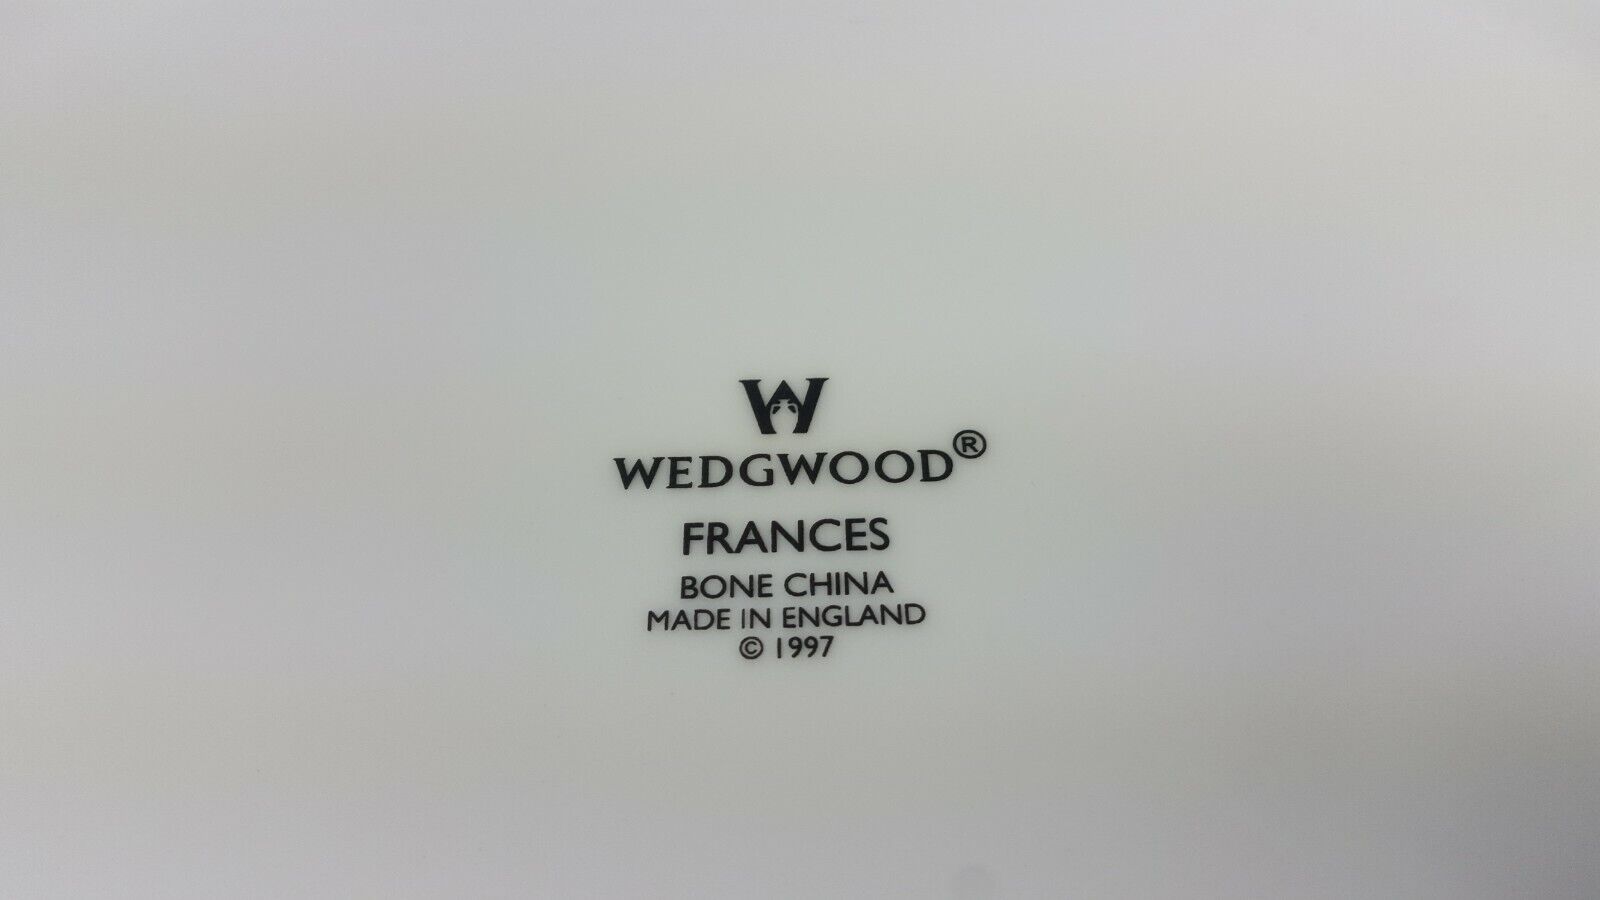 W
WEDGWOOD®
FRANCES
BONE CHINA
MADE IN ENGLAND
© 1997